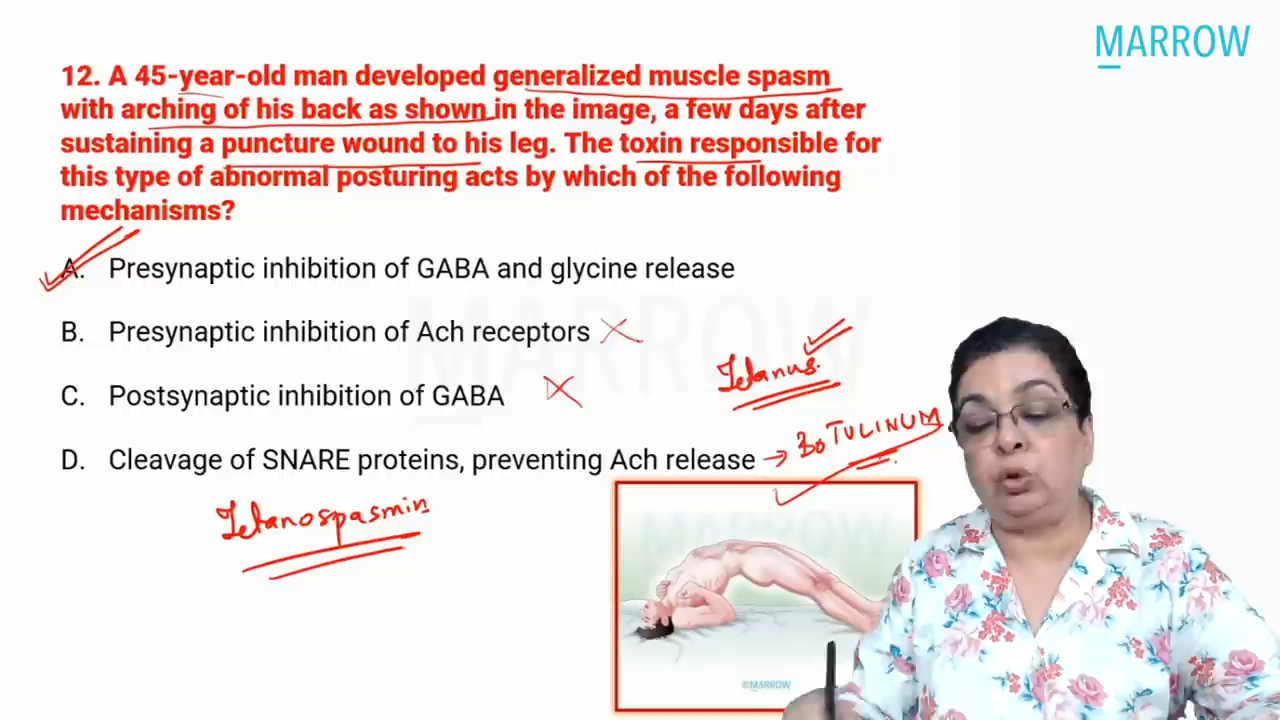 MARROW
12. A 45-year-old man developed generalized muscle spasm
with arching of his back as shown in the image, a few days after
sustaining a puncture wound to his leg. The toxin responsible for
this type of abnormal posturing acts by which of the following
mechanisms?
A. Presynaptic inhibition of GABA and glycine release
B. Presynaptic inhibition of Ach receptors
C. Postsynaptic inhibition of GABA
Tetanus.
D. Cleavage of SNARE proteins, preventing Ach release → BOTULINUM
Tetanospasmin
MARROW
MARROW
©MARROW